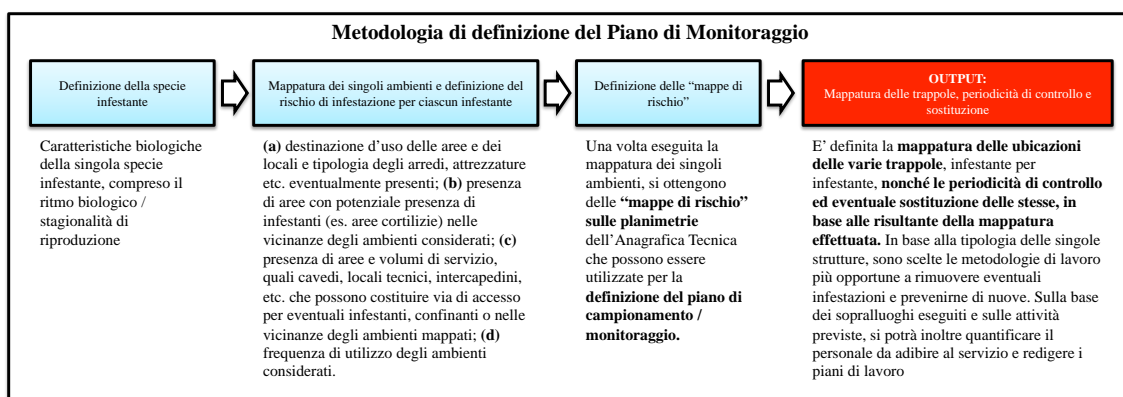 Metodologia di definizione del Piano di Monitoraggio
Definizione della specie
infestante
Mappatura dei singoli ambienti e definizione del
rischio di infestazione per ciascun infestante
Definizione delle “mappe di
rischio”
OUTPUT:
Mappatura delle trappole, periodicità di controllo e
sostituzione
Caratteristiche biologiche
della singola specie
infestante, compreso il
ritmo biologico /
stagionalità di
riproduzione
(a) destinazione d’uso delle aree e dei
locali e tipologia degli arredi, attrezzature
etc. eventualmente presenti; (b) presenza
di aree con potenziale presenza di
infestanti (es. aree cortilizie) nelle
vicinanze degli ambienti considerati; (c)
presenza di aree e volumi di servizio,
quali cavedi, locali tecnici, intercapedini,
etc. che possono costituire via di accesso
per eventuali infestanti, confinanti o nelle
vicinanze degli ambienti mappati; (d)
frequenza di utilizzo degli ambienti
considerati.
Una volta eseguita la
mappatura dei singoli
ambienti, si ottengono
delle “mappe di rischio”
sulle planimetrie
dell’Anagrafica Tecnica
che possono essere
utilizzate per la
definizione del piano di
campionamento /
monitoraggio.
E’ definita la mappatura delle ubicazioni
delle varie trappole, infestante per
infestante, nonché le periodicità di controllo
ed eventuale sostituzione delle stesse, in
base alle risultante della mappatura
effettuata. In base alla tipologia delle singole
strutture, sono scelte le metodologie di lavoro
più opportune a rimuovere eventuali
infestazioni e prevenirne di nuove. Sulla base
dei sopralluoghi eseguiti e sulle attività
previste, si potrà inoltre quantificare il
personale da adibire al servizio e redigere i
piani di lavoro